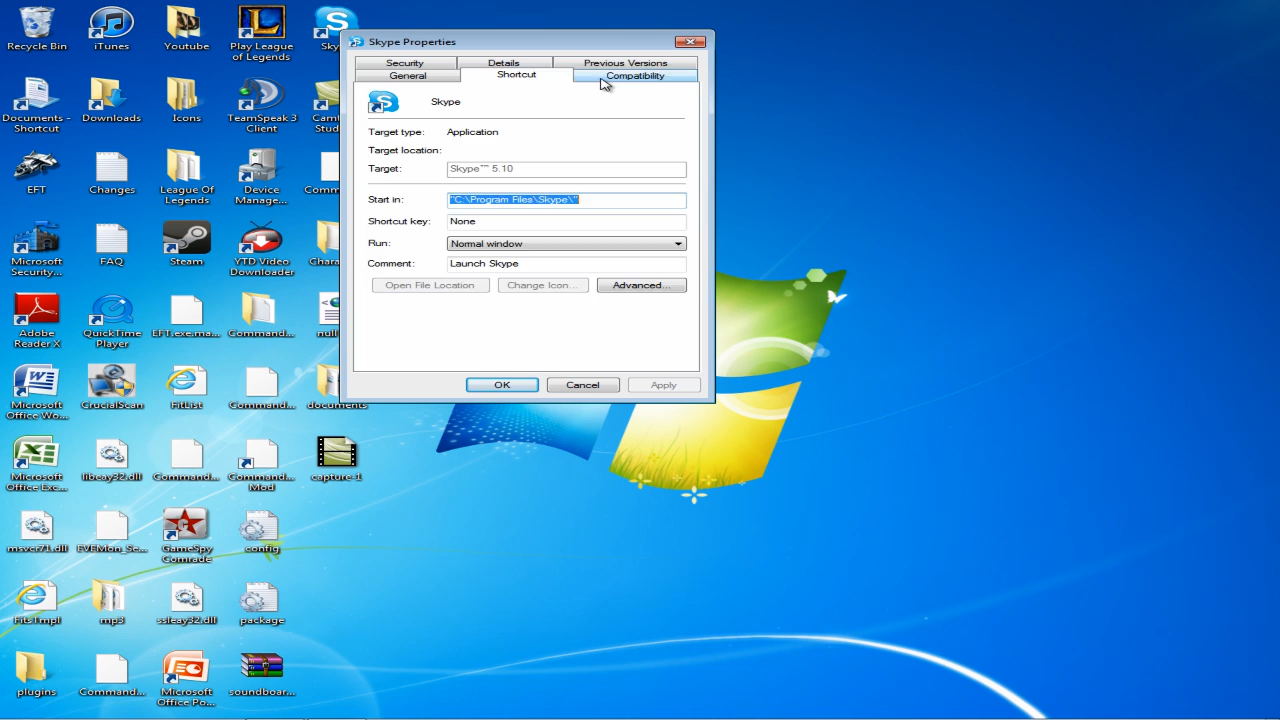 Recycle Bin
iTunes
Youtube
Play League
of Legends
Sky
Documents -
Shortcut
Downloads
Icons
TeamSpeak 3
Client
Camt
Stud
EFT
Changes
League Of
Legends
Device
Manage...
Comm
Microsoft
Security...
FAQ
Steam
YTD Video
Downloader
Chara
Adobe
Reader X
QuickTime
Player
EFT.exe.ma...
Command...
null
Microsoft
Office Wo...
CrucialScan
FitList
Command...
documents
Microsoft
Office Exc...
libeay32.dll
Command...
Command...
Mod
capture-1
msvcr71.dll
EVEMon_Se...
GameSpy
Comrade
config
mp3
ssleay32.dll
package
plugins
Command...
Microsoft
Office Po...
soundboar...
Skype Properties
Security
Details
Previous Versions
General
Shortcut
Compatibility
Skype
Target type:
Application
Target location:
Target:
Skype™ 5.10
Start in:
"C:\Program Files\Skype\"
Shortcut key:
None
Run:
Normal window
Comment:
Launch Skype
Open File Location
Change Icon...
Advanced...
OK
Cancel
Apply